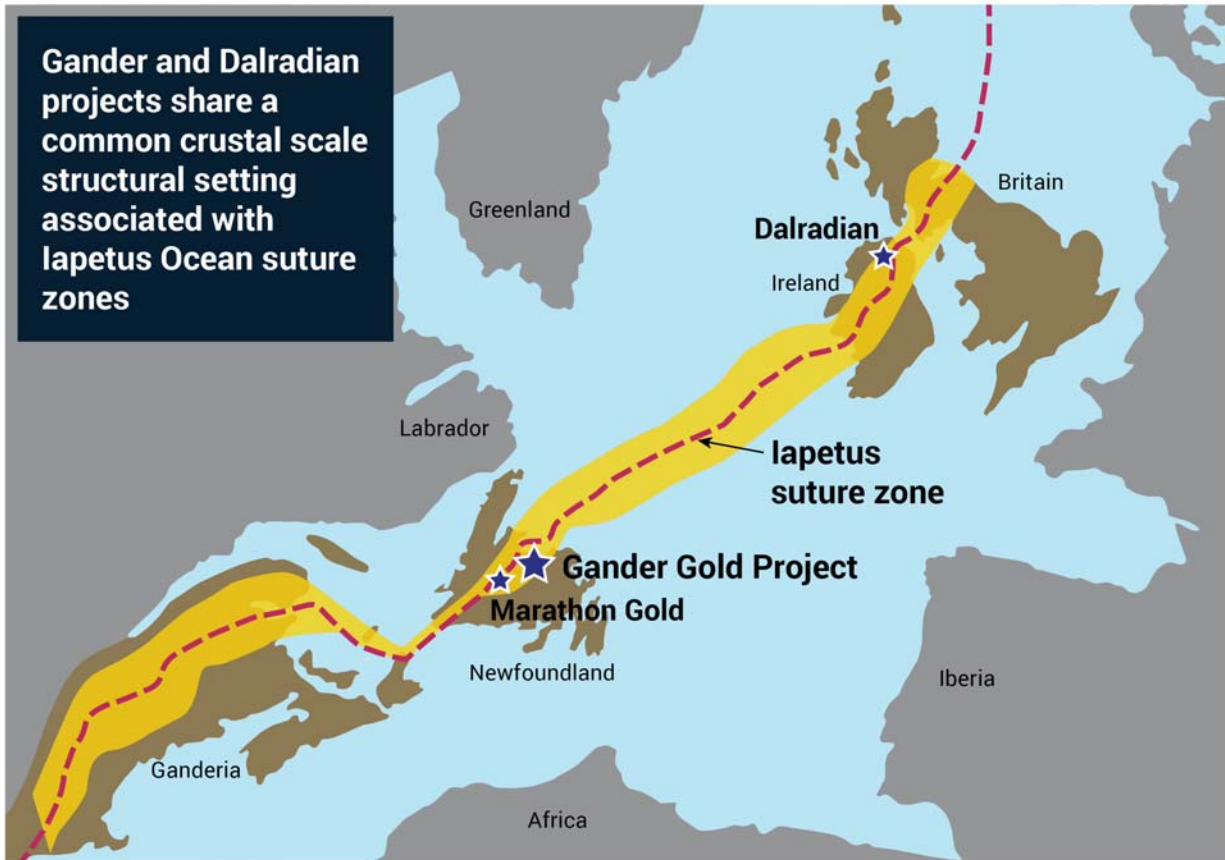 Gander and Dalradian
projects share a
common crustal scale
structural setting
associated with
Iapetus Ocean suture
zones
Greenland
Britain
Dalradian
Ireland
Labrador
Iapetus
suture zone
Gander Gold Project
Marathon Gold
Newfoundland
Iberia
Ganderia
Africa